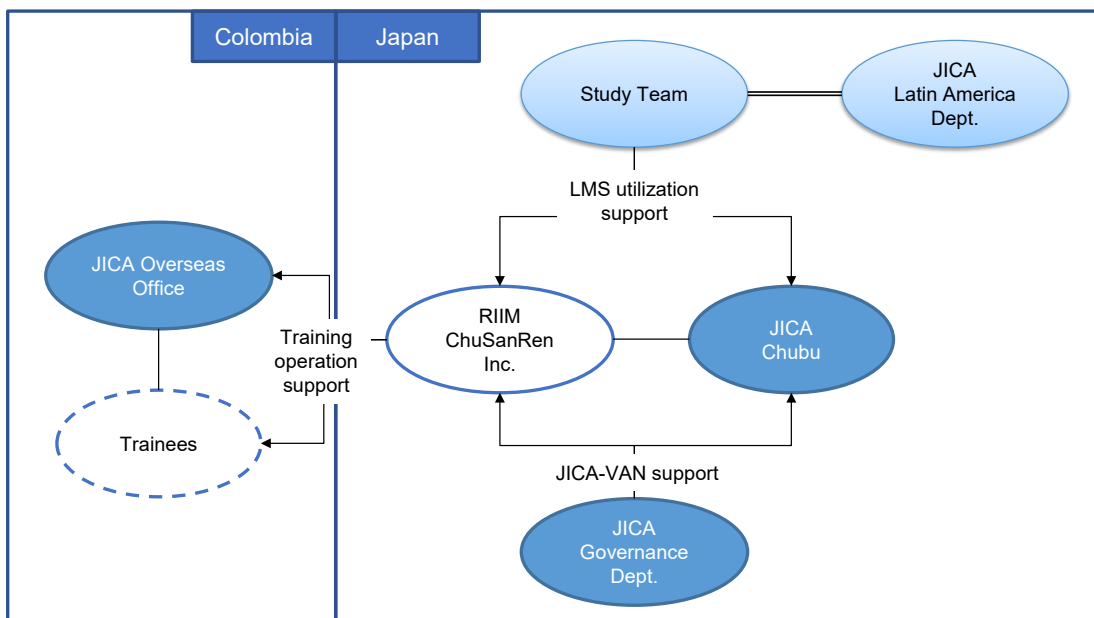 Colombia
Japan
Study Team
JICA
Latin America
Dept.
LMS utilization
support
JICA Overseas
Office
Training
operation
support
RIIM
ChuSanRen
Inc.
JICA
Chubu
Trainees
JICA-VAN support
JICA
Governance
Dept.